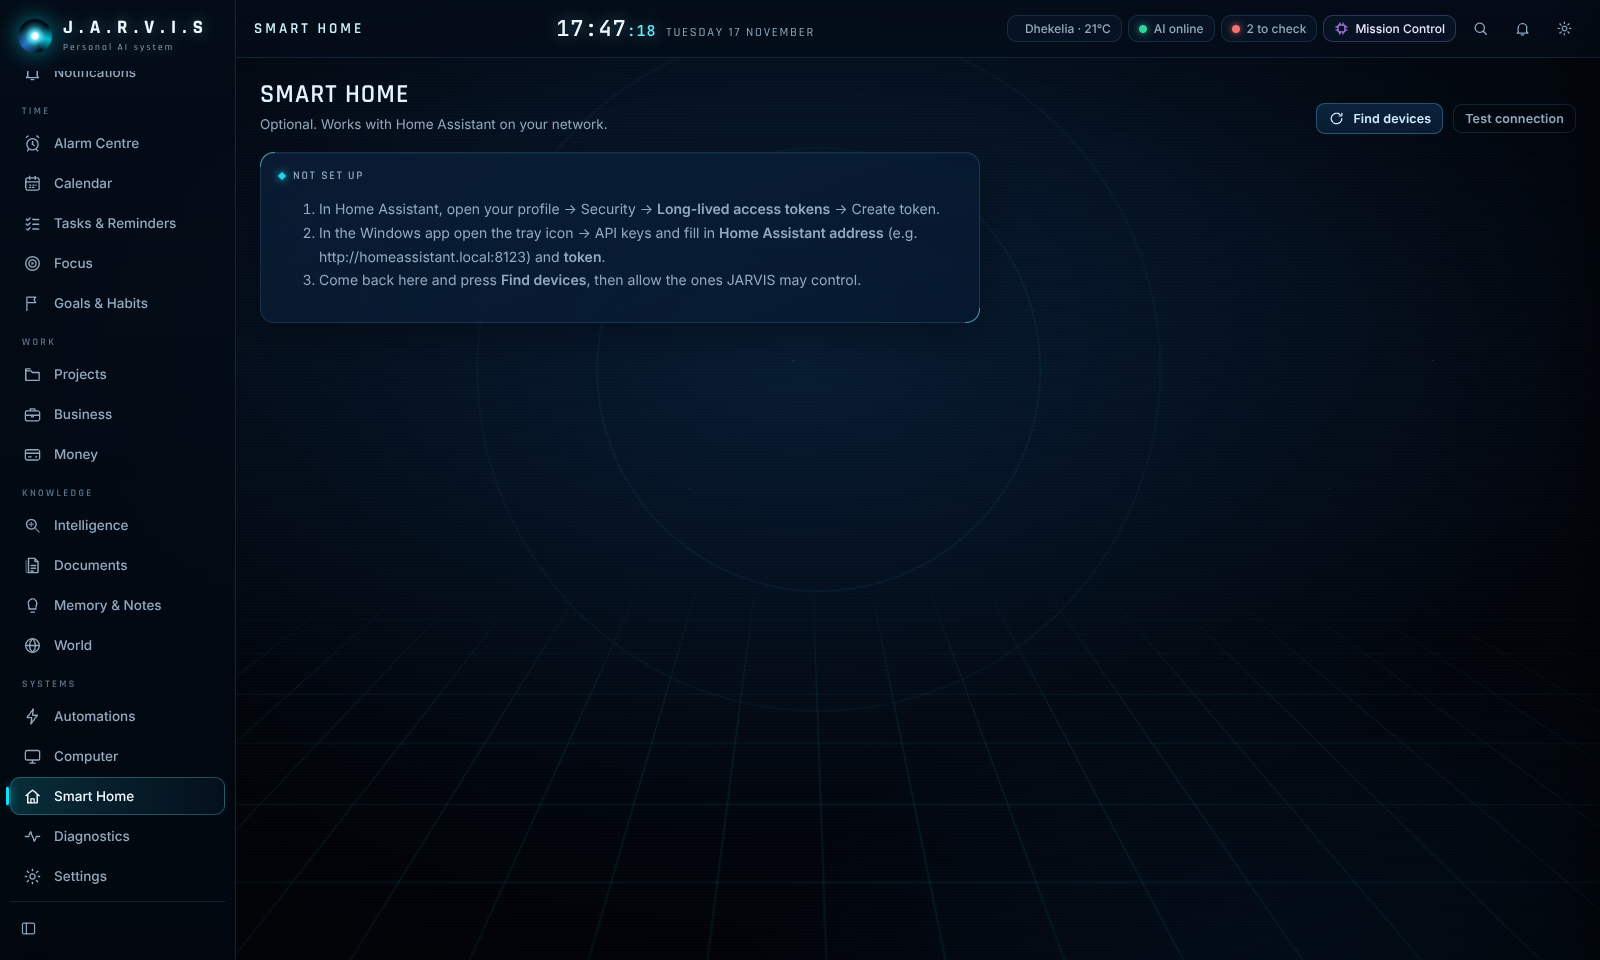 J.A.R.V.I.S
Personal AI system
Notifications
TIME
Alarm Centre
Calendar
Tasks & Reminders
Focus
Goals & Habits
WORK
Projects
Business
Money
KNOWLEDGE
Intelligence
Documents
Memory & Notes
World
SYSTEMS
Automations
Computer
Smart Home
Diagnostics
Settings
SMART HOME
17:47:18 TUESDAY 17 NOVEMBER
Dhekelia · 21°C
AI online
2 to check
Mission Control
SMART HOME
Optional. Works with Home Assistant on your network.
Find devices
Test connection
NOT SET UP
1. In Home Assistant, open your profile → Security → Long-lived access tokens → Create token.
2. In the Windows app open the tray icon → API keys and fill in Home Assistant address (e.g.
http://homeassistant.local:8123) and token.
3. Come back here and press Find devices, then allow the ones JARVIS may control.